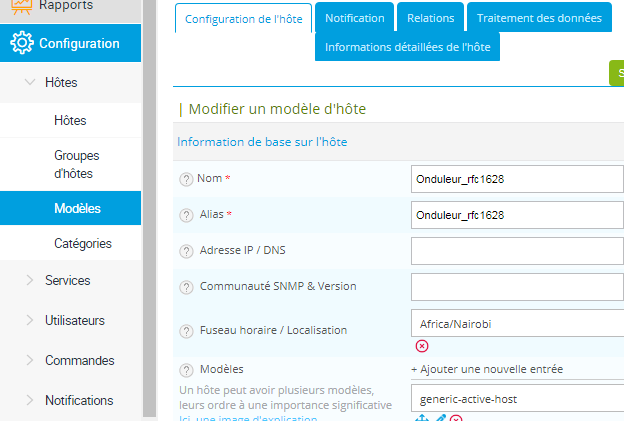 Rapports
Configuration
Hôtes
Hôtes
Groupes
d'hôtes
Modèles
Catégories
Services
Utilisateurs
Commandes
Notifications
Configuration de l'hôte
Notification
Relations
Traitement des données
Informations détaillées de l'hôte
S
| Modifier un modèle d'hôte
Information de base sur l'hôte
? Nom * Onduleur_rfc1628
? Alias * Onduleur_rfc1628
? Adresse IP / DNS
? Communauté SNMP & Version
? Fuseau horaire / Localisation Africa/Nairobi
? Modèles + Ajouter une nouvelle entrée
Un hôte peut avoir plusieurs modèles,
leurs ordre à une importance significative
generic-active-host
Ici, une image d'explication